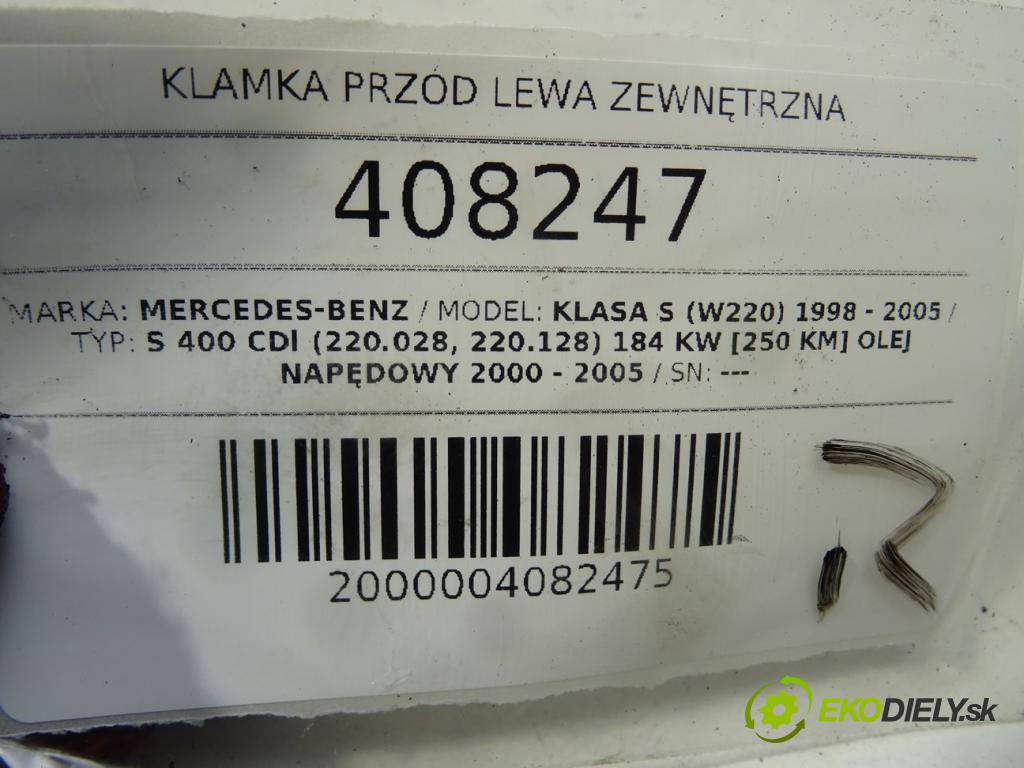 KLAMKA PRZÓD LEWA ZEWNĘTRZNA
408247
MARKA: MERCEDES-BENZ / MODEL: KLASA S (W220) 1998 - 2005 /
TYP: S 400 CDI (220.028, 220.128) 184 KW [250 KM] OLEJ
NAPĘDOWY 2000 - 2005 / SN: ---
2000004082475
EKODIELY.sk